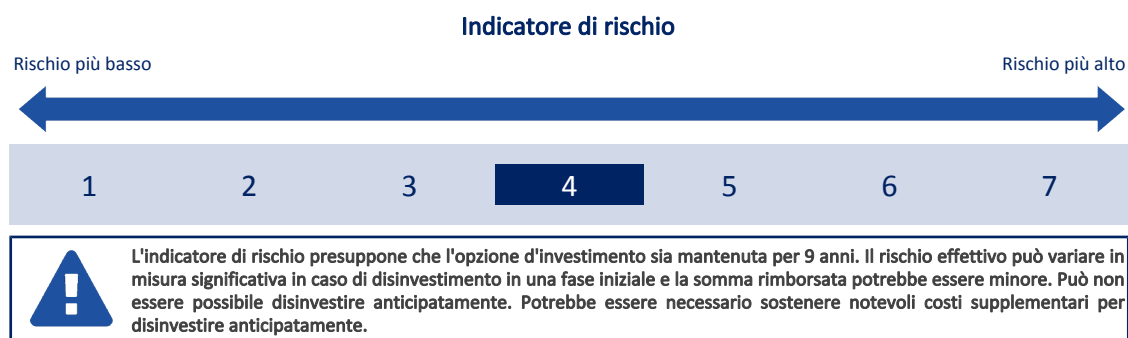 Indicatore di rischio
Rischio più basso
Rischio più alto
1 2 3 4 5 6 7
L'indicatore di rischio presuppone che l'opzione d'investimento sia mantenuta per 9 anni. Il rischio effettivo può variare in
misura significativa in caso di disinvestimento in una fase iniziale e la somma rimborsata potrebbe essere minore. Può non
essere possibile disinvestire anticipatamente. Potrebbe essere necessario sostenere notevoli costi supplementari per
disinvestire anticipatamente.